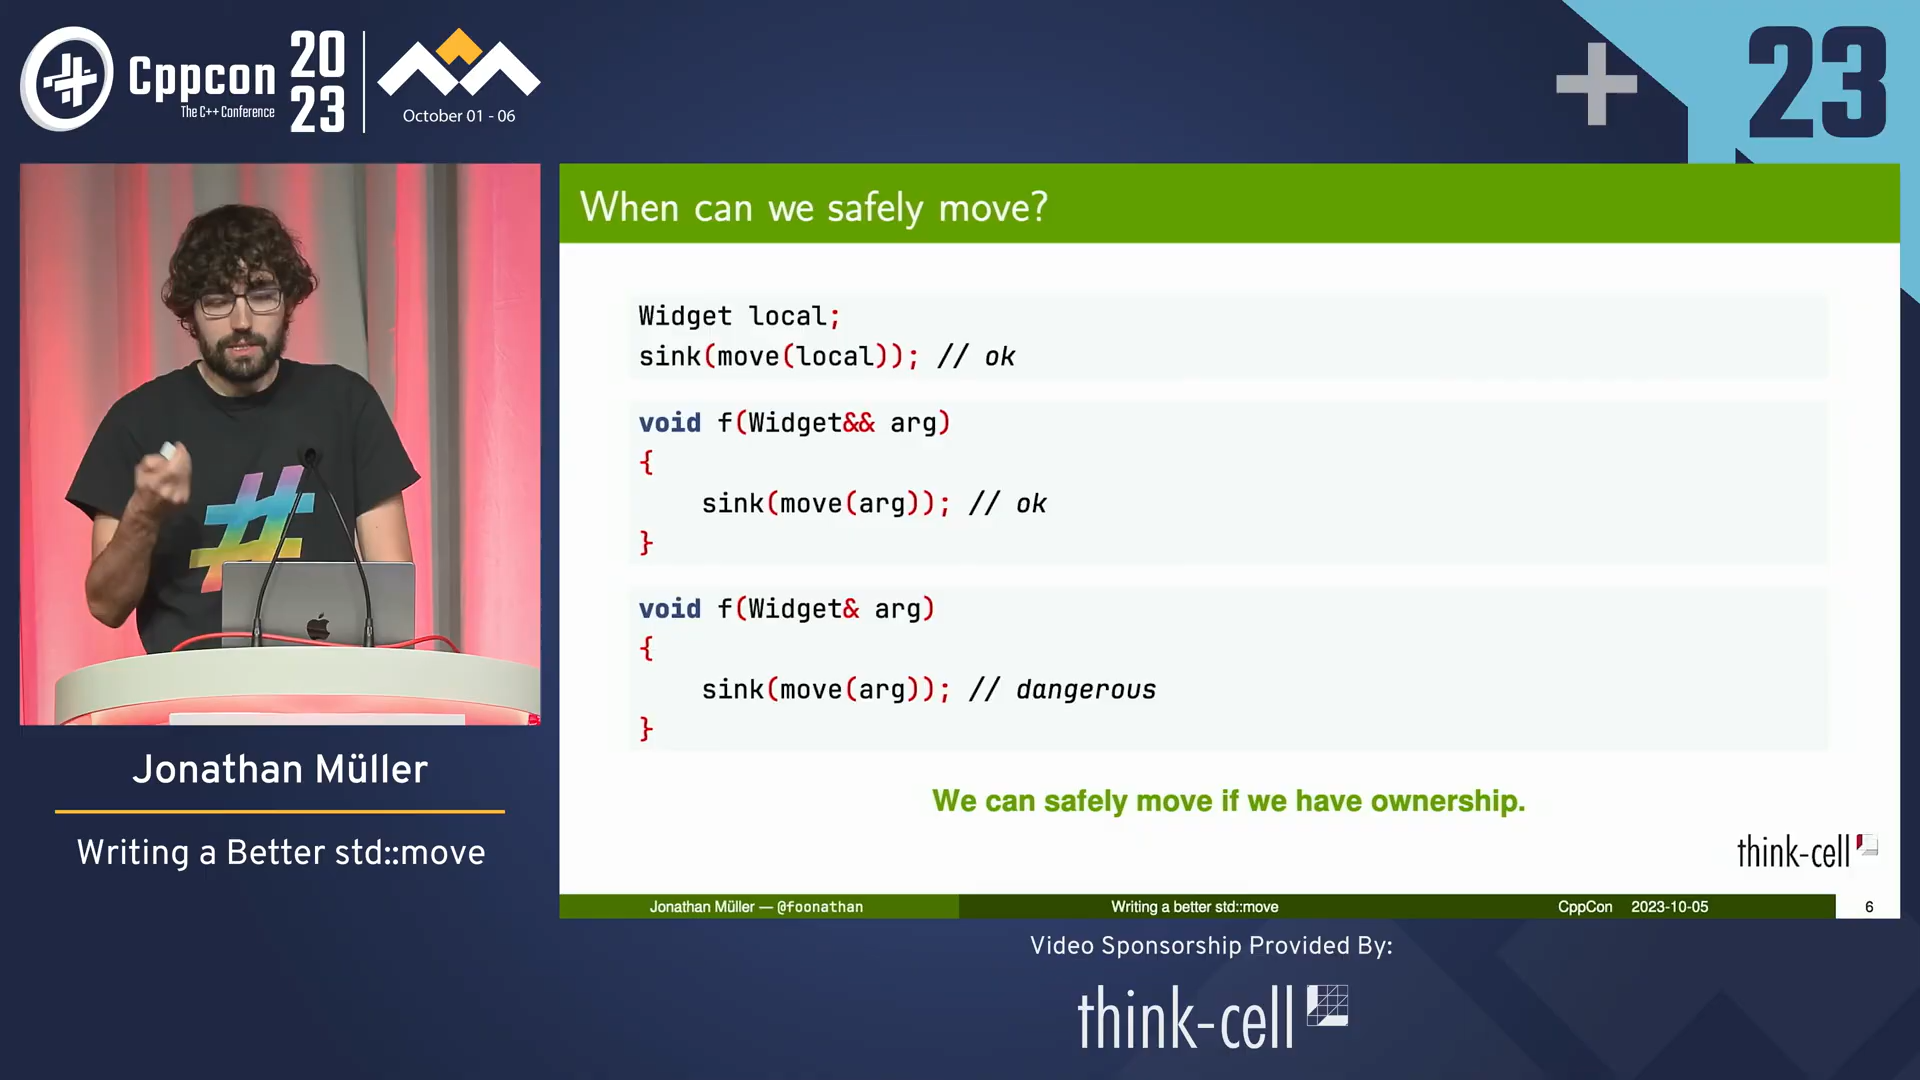 Cppcon
The C++ Conference
20
23
October 01 - 06
23
When can we safely move?
Widget local;
sink(move(local)); // ok
void f(Widget&& arg)
{
    sink(move(arg)); // ok
}
void f(Widget& arg)
{
    sink(move(arg)); // dangerous
}
We can safely move if we have ownership.
think-cell
Jonathan Müller — @foonathan
Writing a better std::move
CppCon 2023-10-05
6
Jonathan Müller
Writing a Better std::move
Video Sponsorship Provided By:
think-cell